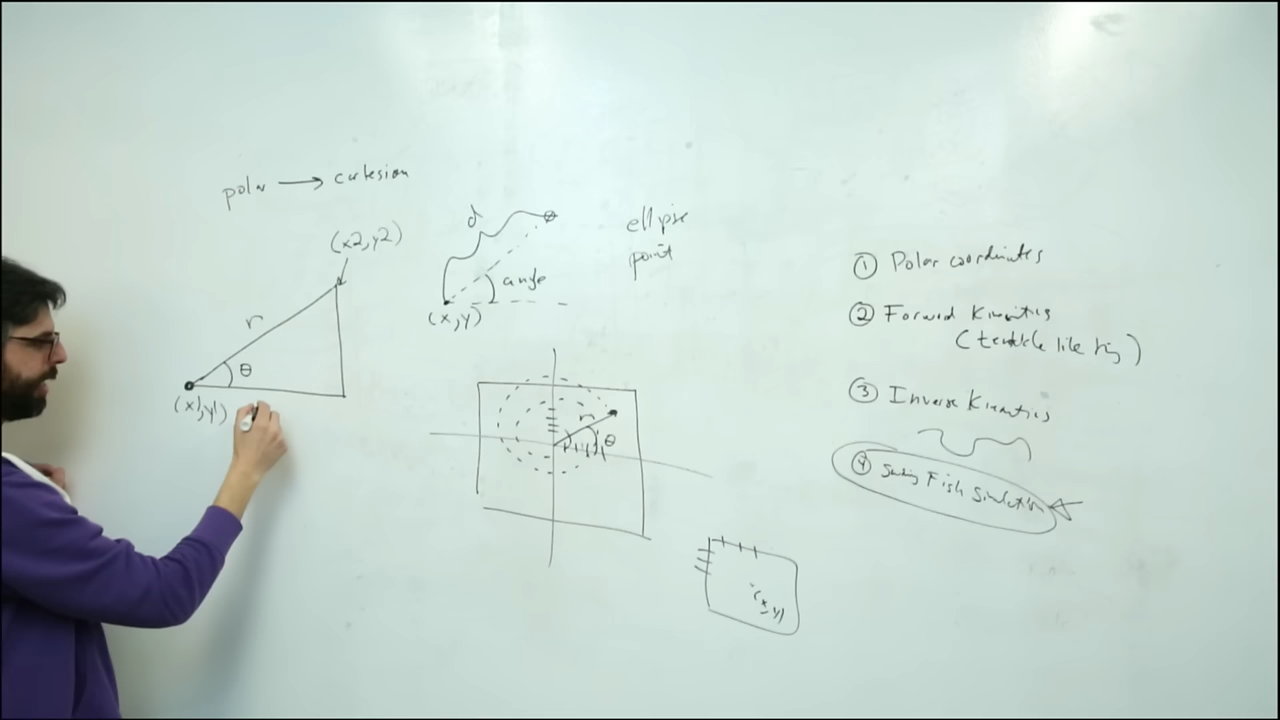 polar → cartesian
(x2, y2)
r
θ
(x1, y1)
d
angle
(x, y)
ellipse
point
r
θ
(x, y)
① Polar coordinates
② Forward Kinematics
(tentacle like thing)
③ Inverse Kinematics
④ Fish Simulation